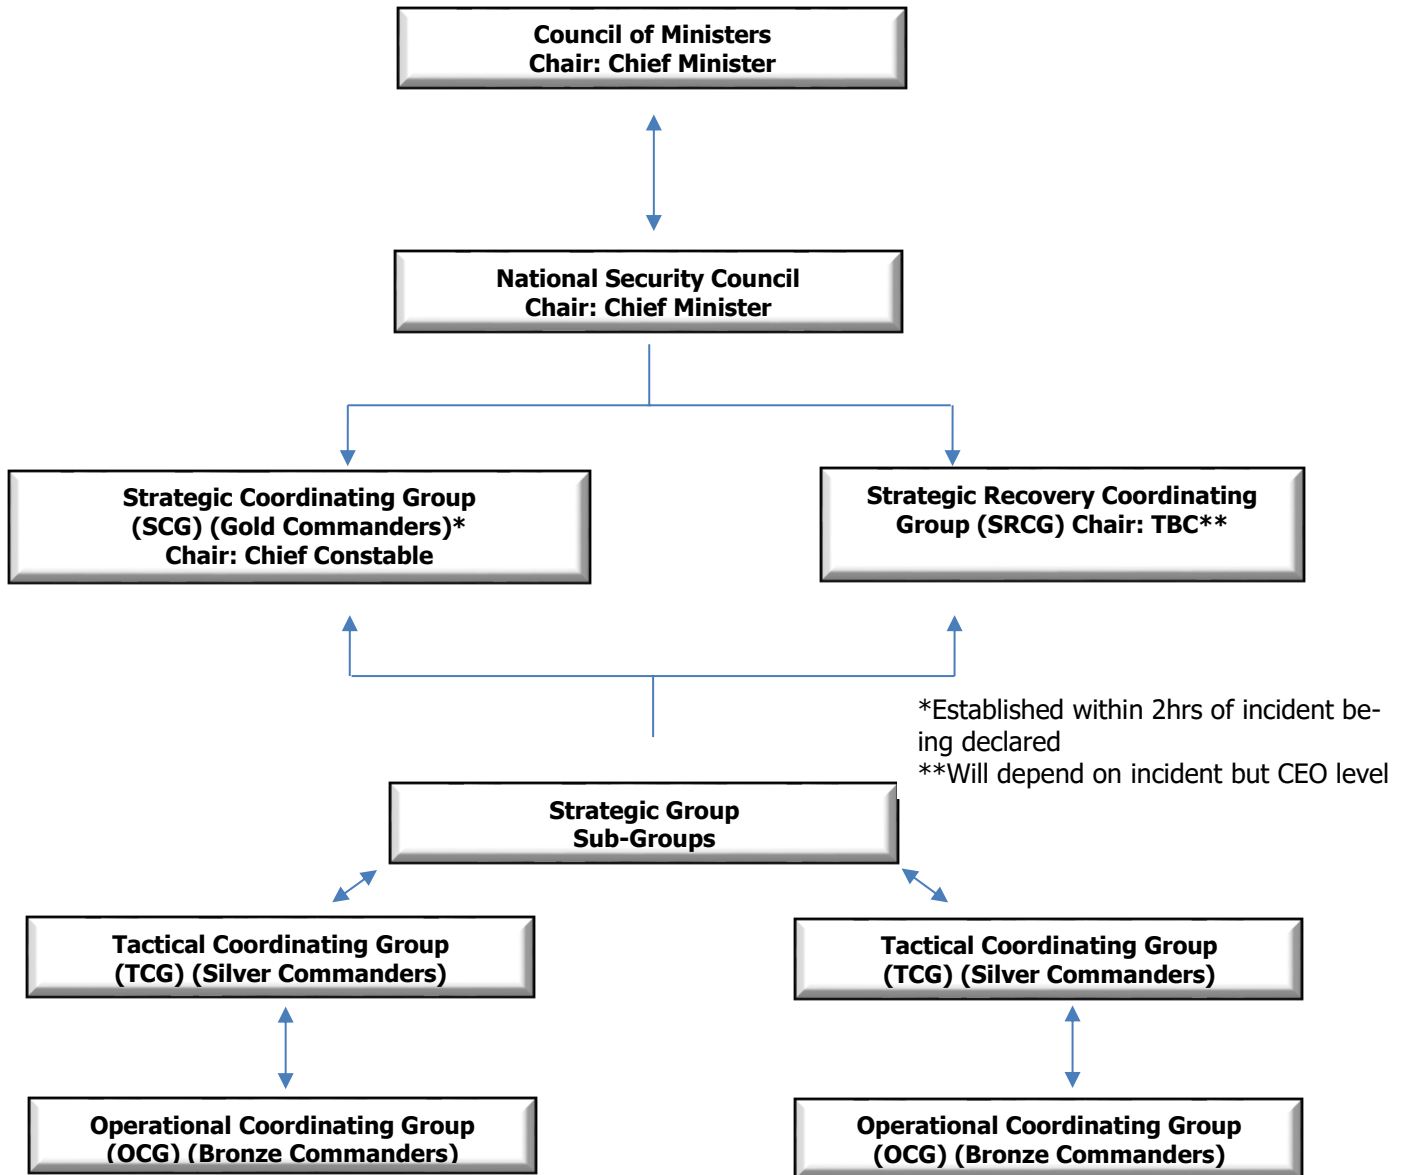 Council of Ministers
Chair: Chief Minister
National Security Council
Chair: Chief Minister
Strategic Coordinating Group
(SCG) (Gold Commanders)*
Chair: Chief Constable
Strategic Recovery Coordinating
Group (SRCG) Chair: TBC**
*Established within 2hrs of incident be-
ing declared
**Will depend on incident but CEO level
Strategic Group
Sub-Groups
Tactical Coordinating Group
(TCG) (Silver Commanders)
Tactical Coordinating Group
(TCG) (Silver Commanders)
Operational Coordinating Group
(OCG) (Bronze Commanders)
Operational Coordinating Group
(OCG) (Bronze Commanders)